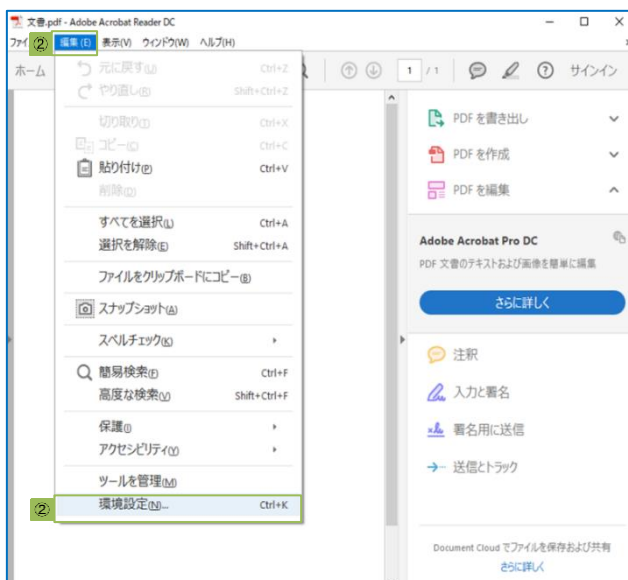 文書.pdf - Adobe Acrobat Reader DC
ファイ ② 編集(E) 表示(V) ウィンドウ(W) ヘルプ(H)
ホーム 1 / 1 サインイン
元に戻す(U) Ctrl+Z
やり直し(R) Shift+Ctrl+Z
切り取り(T) Ctrl+X
コピー(C) Ctrl+C
貼り付け(P) Ctrl+V
削除(D)
すべてを選択(L) Ctrl+A
選択を解除(E) Shift+Ctrl+A
ファイルをクリップボードにコピー(B)
スナップショット(A)
スペルチェック(K)
簡易検索(F) Ctrl+F
高度な検索(V) Shift+Ctrl+F
保護(I)
アクセシビリティ(Y)
ツールを管理(M)
② 環境設定(N)... Ctrl+K
PDF を書き出し
PDF を作成
PDF を編集
Adobe Acrobat Pro DC
PDF 文書のテキストおよび画像を簡単に編集
さらに詳しく
注釈
入力と署名
署名用に送信
送信とトラック
Document Cloud でファイルを保存および共有
さらに詳しく